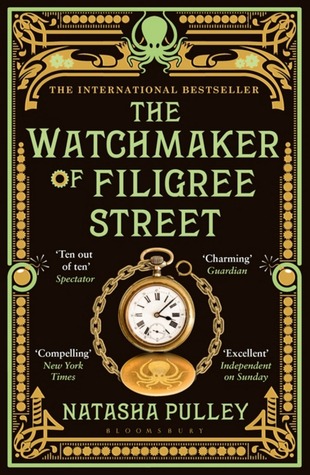 THE INTERNATIONAL BESTSELLER
THE
WATCHMAKER
OF FILIGREE
STREET
'Ten out
of ten'
Spectator
'Charming'
Guardian
'Compelling'
New York
Times
'Excellent'
Independent
on Sunday
NATASHA PULLEY
BLOOMSBURY